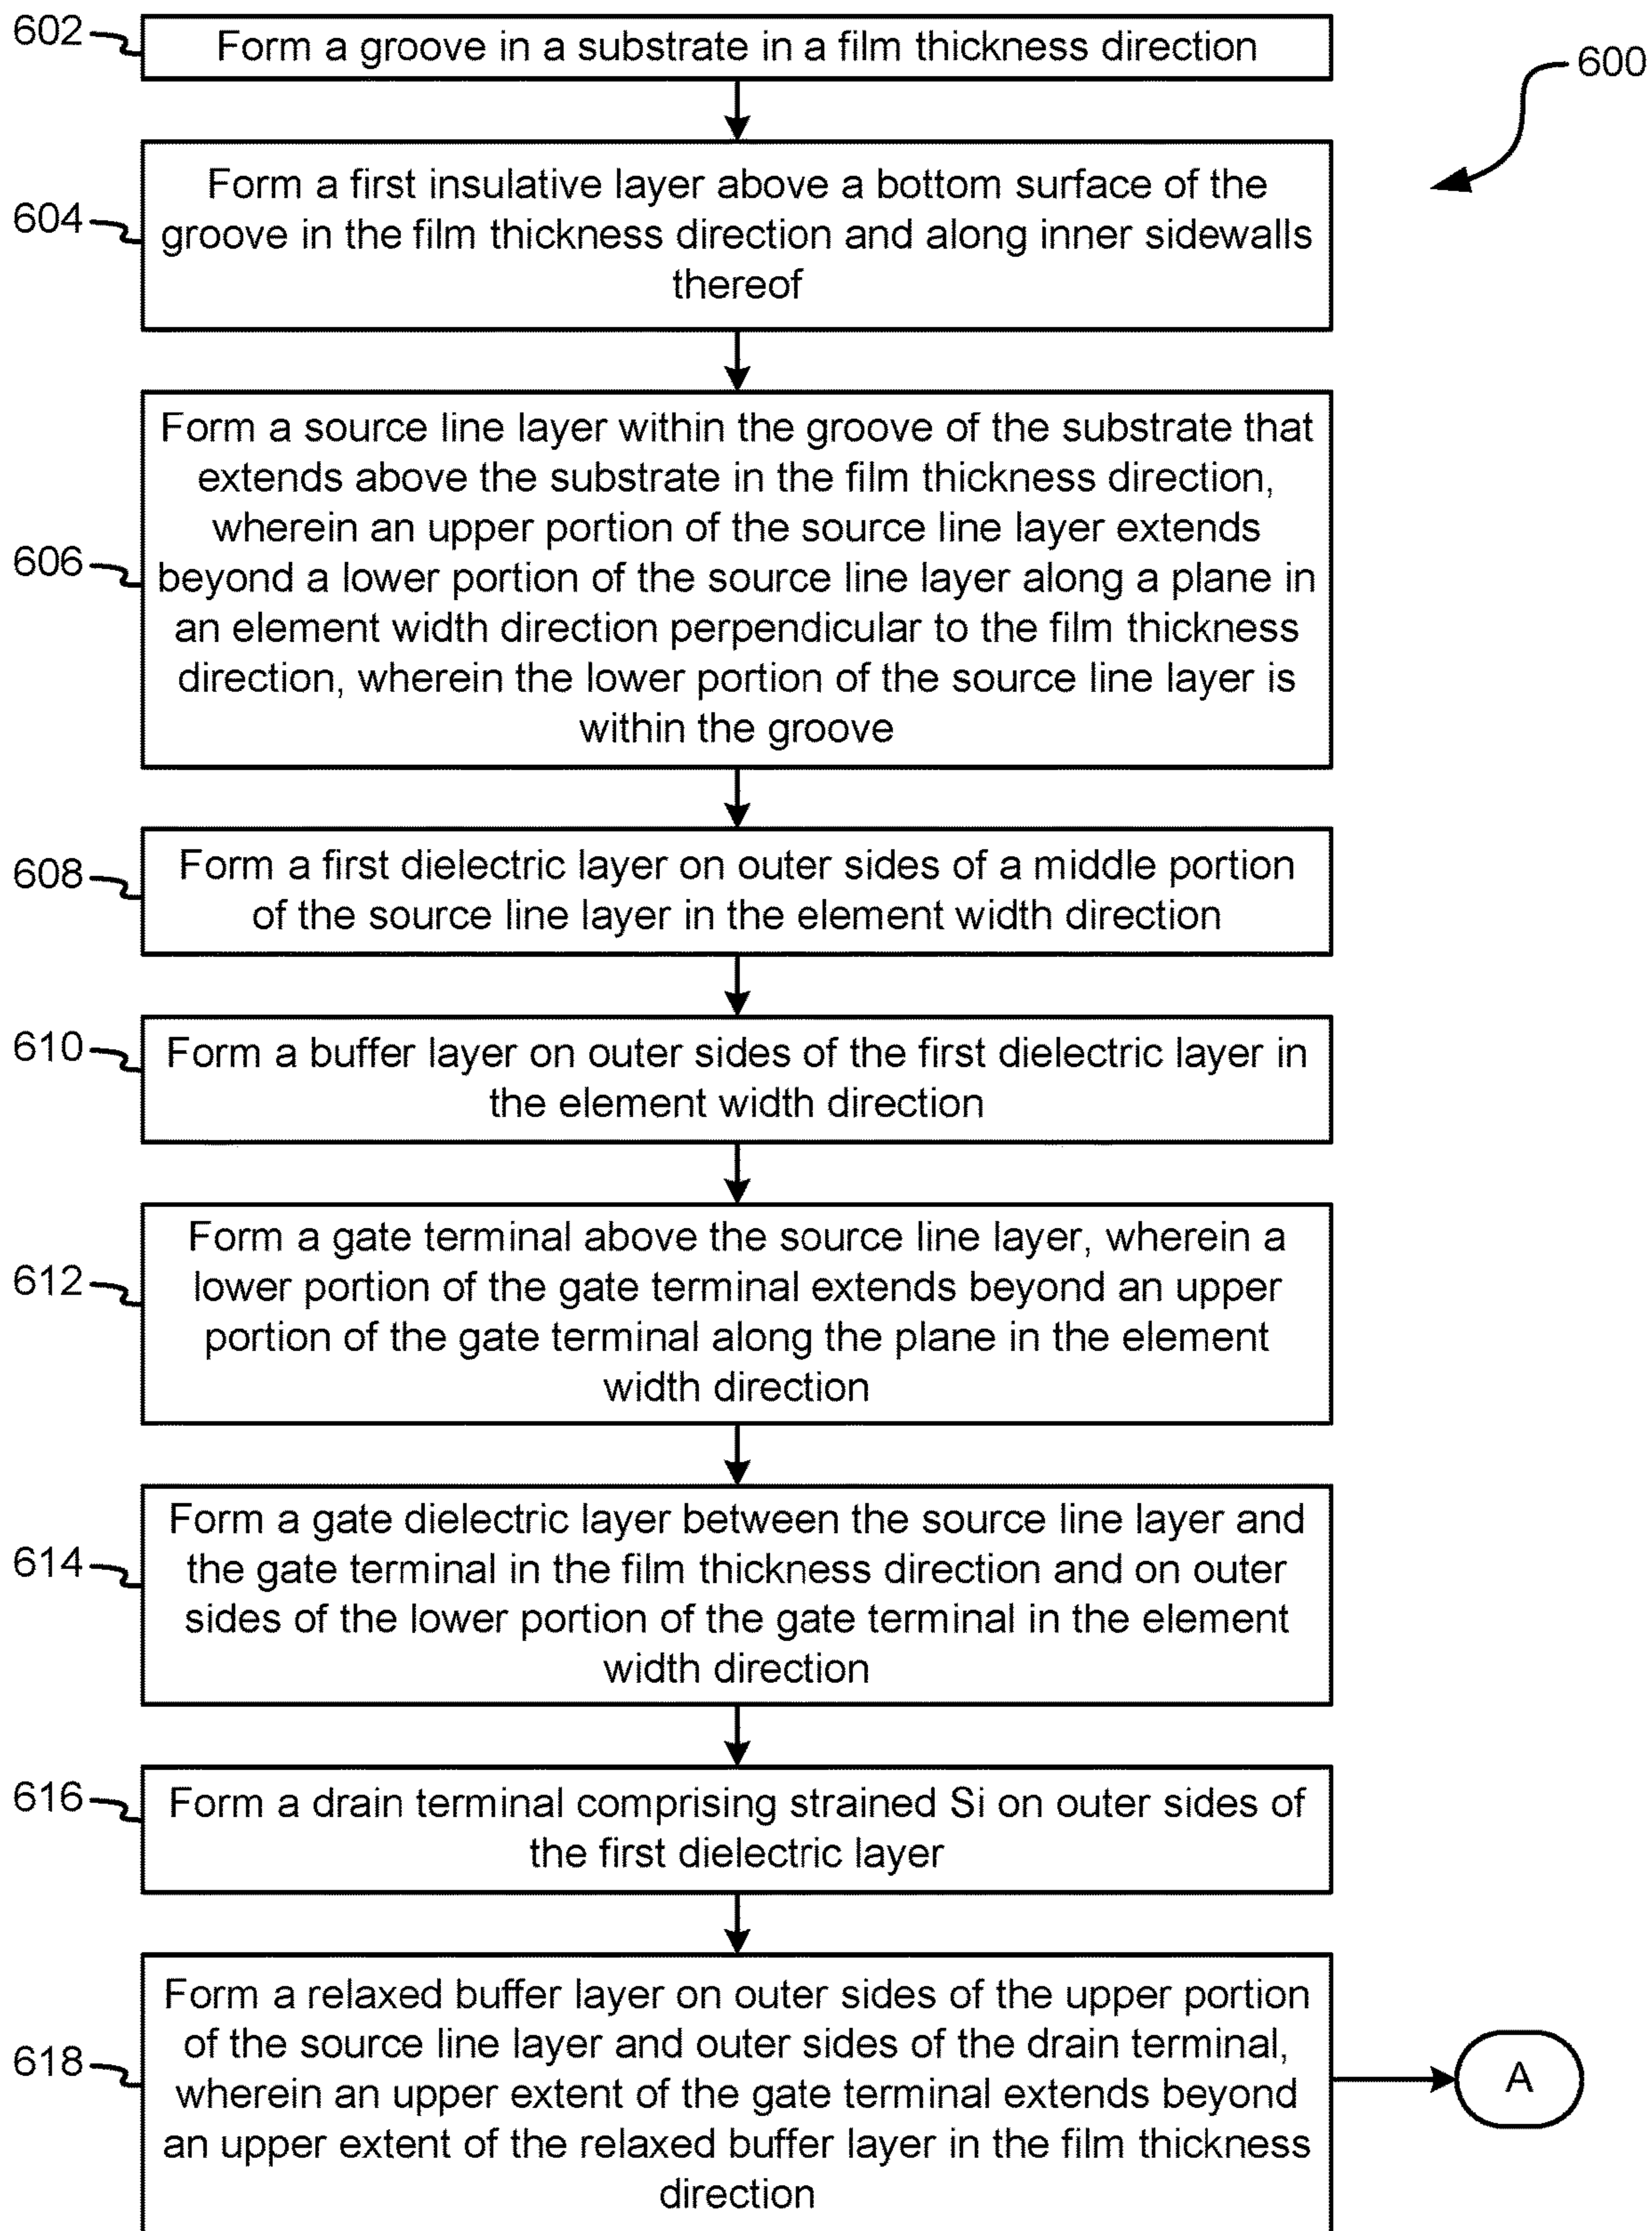 602
Form a groove in a substrate in a film thickness direction
600
604
Form a first insulative layer above a bottom surface of the
groove in the film thickness direction and along inner sidewalls
thereof
606
Form a source line layer within the groove of the substrate that
extends above the substrate in the film thickness direction,
wherein an upper portion of the source line layer extends
beyond a lower portion of the source line layer along a plane in
an element width direction perpendicular to the film thickness
direction, wherein the lower portion of the source line layer is
within the groove
608
Form a first dielectric layer on outer sides of a middle portion
of the source line layer in the element width direction
610
Form a buffer layer on outer sides of the first dielectric layer in
the element width direction
612
Form a gate terminal above the source line layer, wherein a
lower portion of the gate terminal extends beyond an upper
portion of the gate terminal along the plane in the element
width direction
614
Form a gate dielectric layer between the source line layer and
the gate terminal in the film thickness direction and on outer
sides of the lower portion of the gate terminal in the element
width direction
616
Form a drain terminal comprising strained Si on outer sides of
the first dielectric layer
618
Form a relaxed buffer layer on outer sides of the upper portion
of the source line layer and outer sides of the drain terminal,
wherein an upper extent of the gate terminal extends beyond
an upper extent of the relaxed buffer layer in the film thickness
direction
A